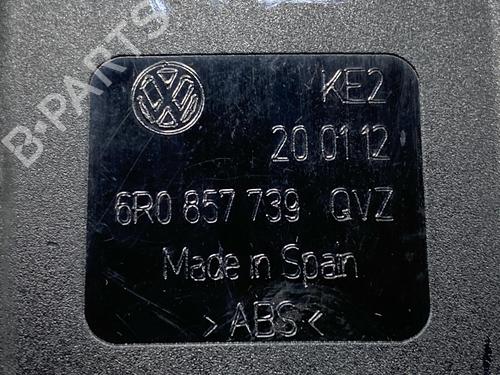 B-PARTS
KE2
20 01 12
6R0 857 739 QVZ
Made in Spain
>ABS<